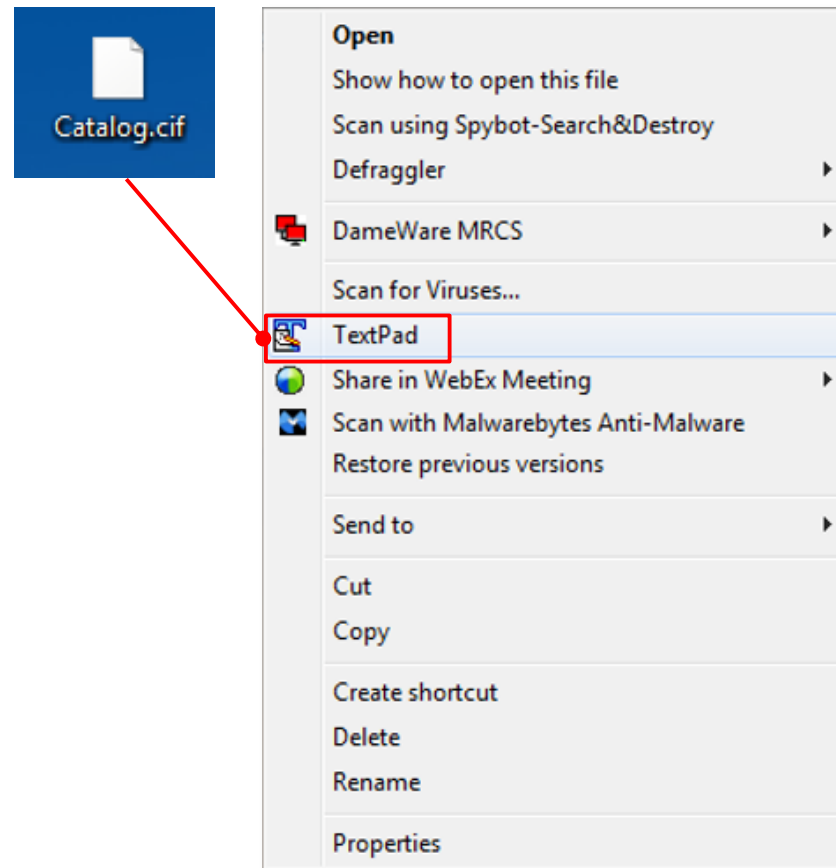 Catalog.cif
Open
Show how to open this file
Scan using Spybot-Search&Destroy
Defraggler
DameWare MRCS
Scan for Viruses...
TextPad
Share in WebEx Meeting
Scan with Malwarebytes Anti-Malware
Restore previous versions
Send to
Cut
Copy
Create shortcut
Delete
Rename
Properties